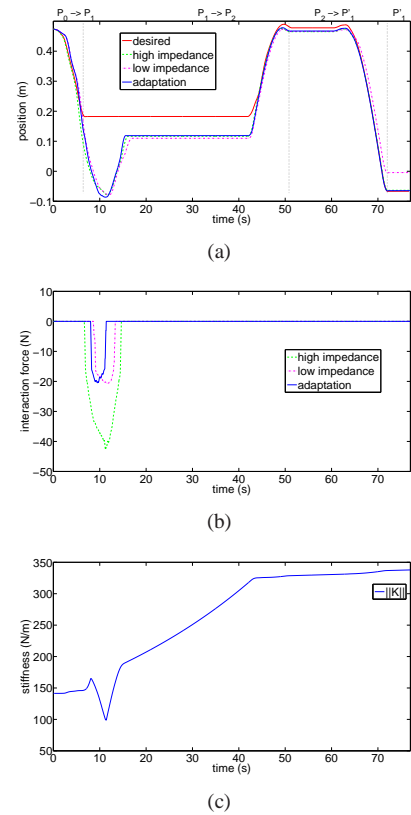 P0 -> P1 P1 -> P2 P2 -> P'1 P'1
position (m)
0.4
0.3
0.2
0.1
0
−0.1
desired
high impedance
low impedance
adaptation
0 10 20 30 40 50 60 70
time (s)
(a)
interaction force (N)
10
0
−10
−20
−30
−40
−50
high impedance
low impedance
adaptation
0 10 20 30 40 50 60 70
time (s)
(b)
stiffness (N/m)
350
300
250
200
150
100
50
||K||
0 10 20 30 40 50 60 70
time (s)
(c)